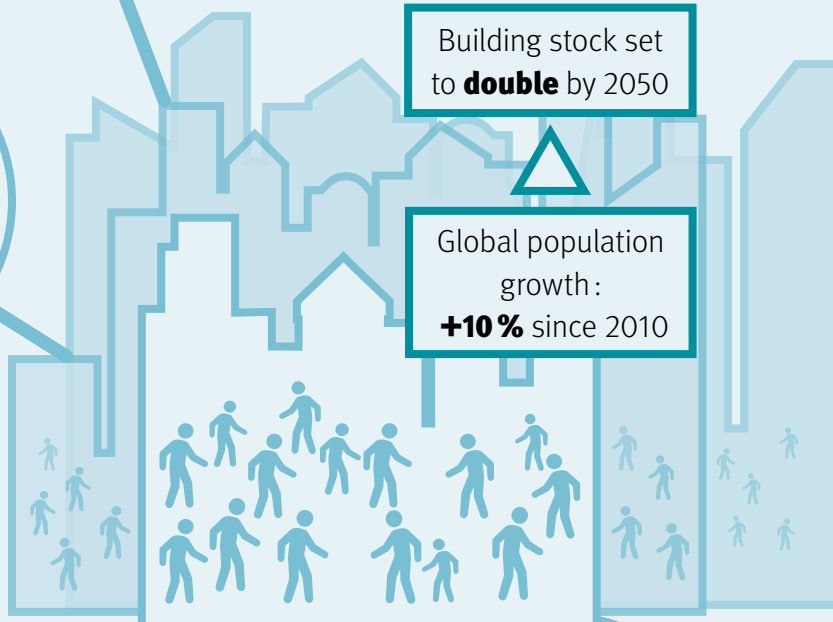 Building stock set
to double by 2050
Global population
growth:
+10% since 2010